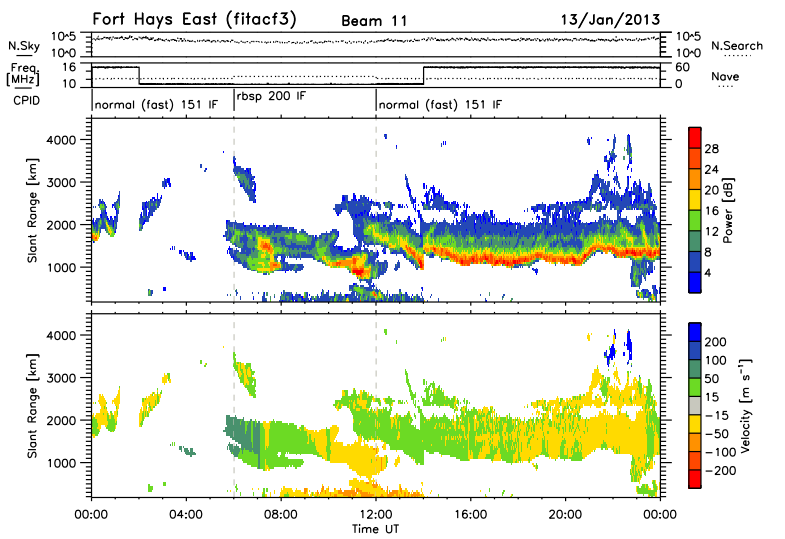 Fort Hays East (fitacf3) Beam 11 13/Jan/2013
N.Sky 10^5 10^0 10^5 10^0 N.Search
Freq. [MHz] 16 10 60 0 Nave
CPID normal (fast) 151 IF rbsp 200 IF normal (fast) 151 IF
Slant Range [km] 4000 3000 2000 1000
Power [dB] 28 24 20 16 12 8 4
Slant Range [km] 4000 3000 2000 1000
Velocity [m s⁻¹] 200 100 50 15 −15 −50 −100 −200
00:00 04:00 08:00 12:00 16:00 20:00 00:00
Time UT